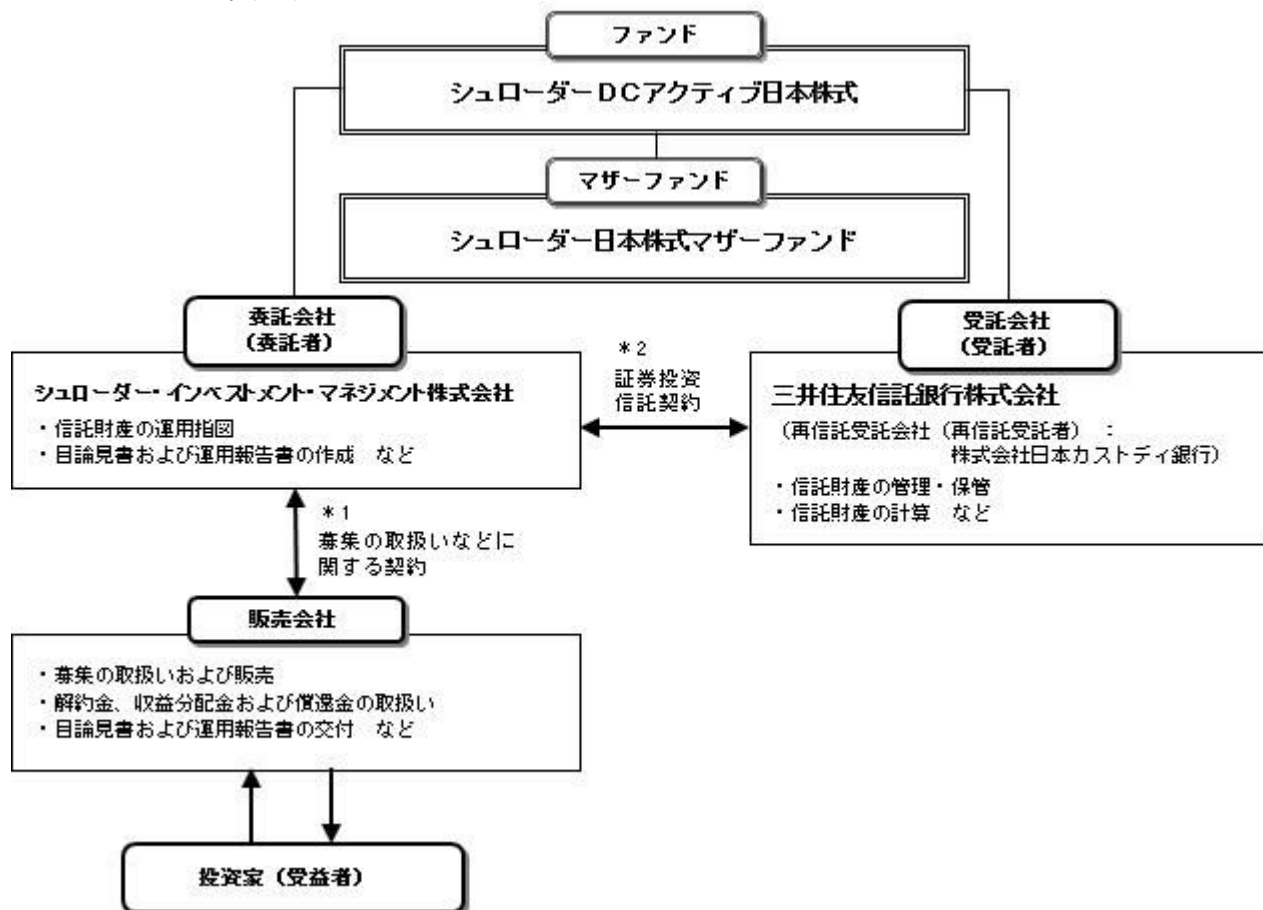 ファンド
シュローダーDCアクティブ日本株式
マザーファンド
シュローダー日本株式マザーファンド
委託会社
(委託者)
シュローダー・インベストメント・マネジメント株式会社
・信託財産の運用指図
・目論見書および運用報告書の作成 など
*2
証券投資
信託契約
受託会社
(受託者)
三井住友信託銀行株式会社
(再信託受託会社(再信託受託者) :
株式会社日本カストディ銀行)
・信託財産の管理・保管
・信託財産の計算 など
*1
募集の取扱いなどに
関する契約
販売会社
・募集の取扱いおよび販売
・解約金、収益分配金および償還金の取扱い
・目論見書および運用報告書の交付 など
投資家(受益者)